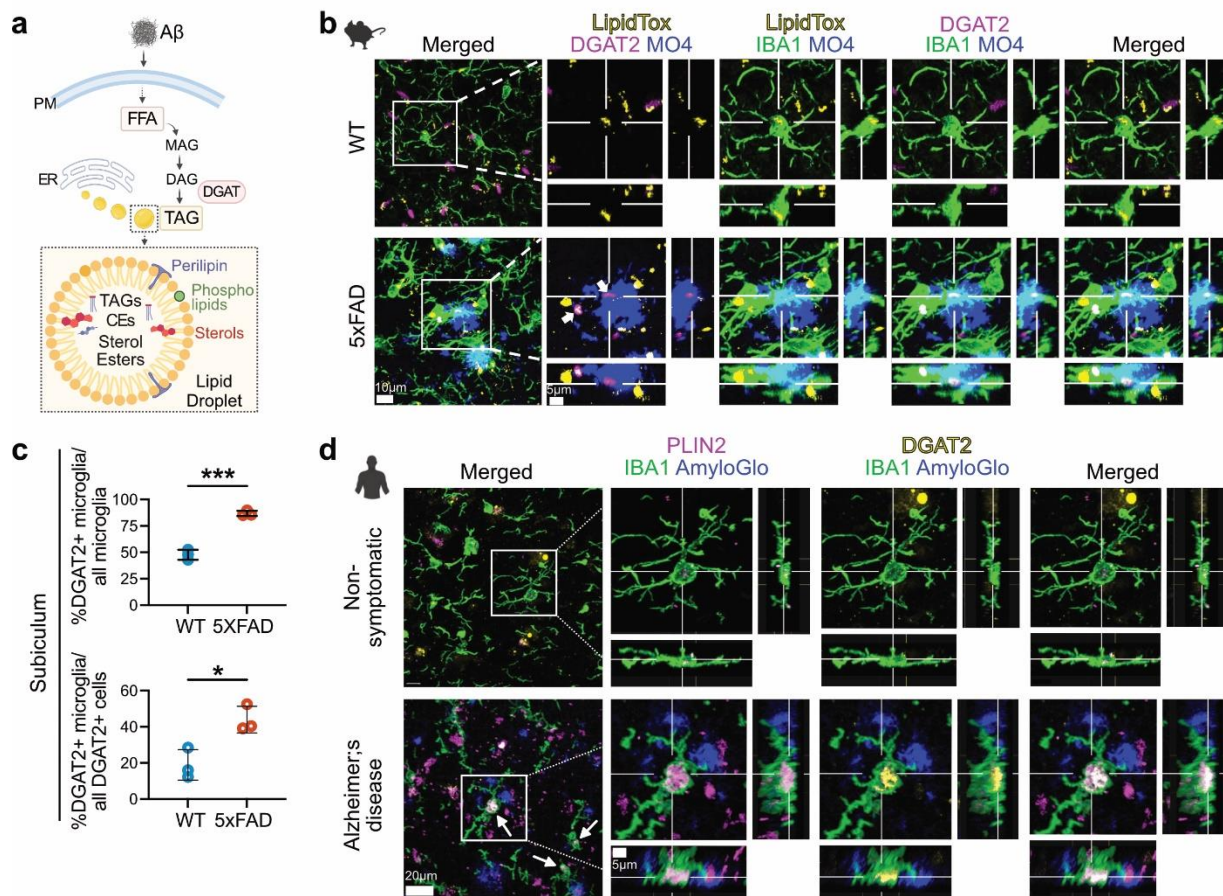 a
Aβ
PM
FFA
MAG
ER
DAG
DGAT
TAG
Perilipin
TAGs
Phospho
lipids
CEs
Sterols
Sterol
Esters
Lipid
Droplet
b
Merged
LipidTox
DGAT2 MO4
LipidTox
IBA1 MO4
DGAT2
IBA1 MO4
Merged
WT
5xFAD
10µm
5µm
c
Subiculum
%DGAT2+ microglia/
all microglia
***
100
75
50
25
0
WT 5XFAD
%DGAT2+ microglia/
all DGAT2+ cells
*
60
40
20
0
WT 5xFAD
d
Merged
PLIN2
IBA1 AmyloGlo
DGAT2
IBA1 AmyloGlo
Merged
Non-
symptomatic
Alzheimer;s
disease
20µm
5µm